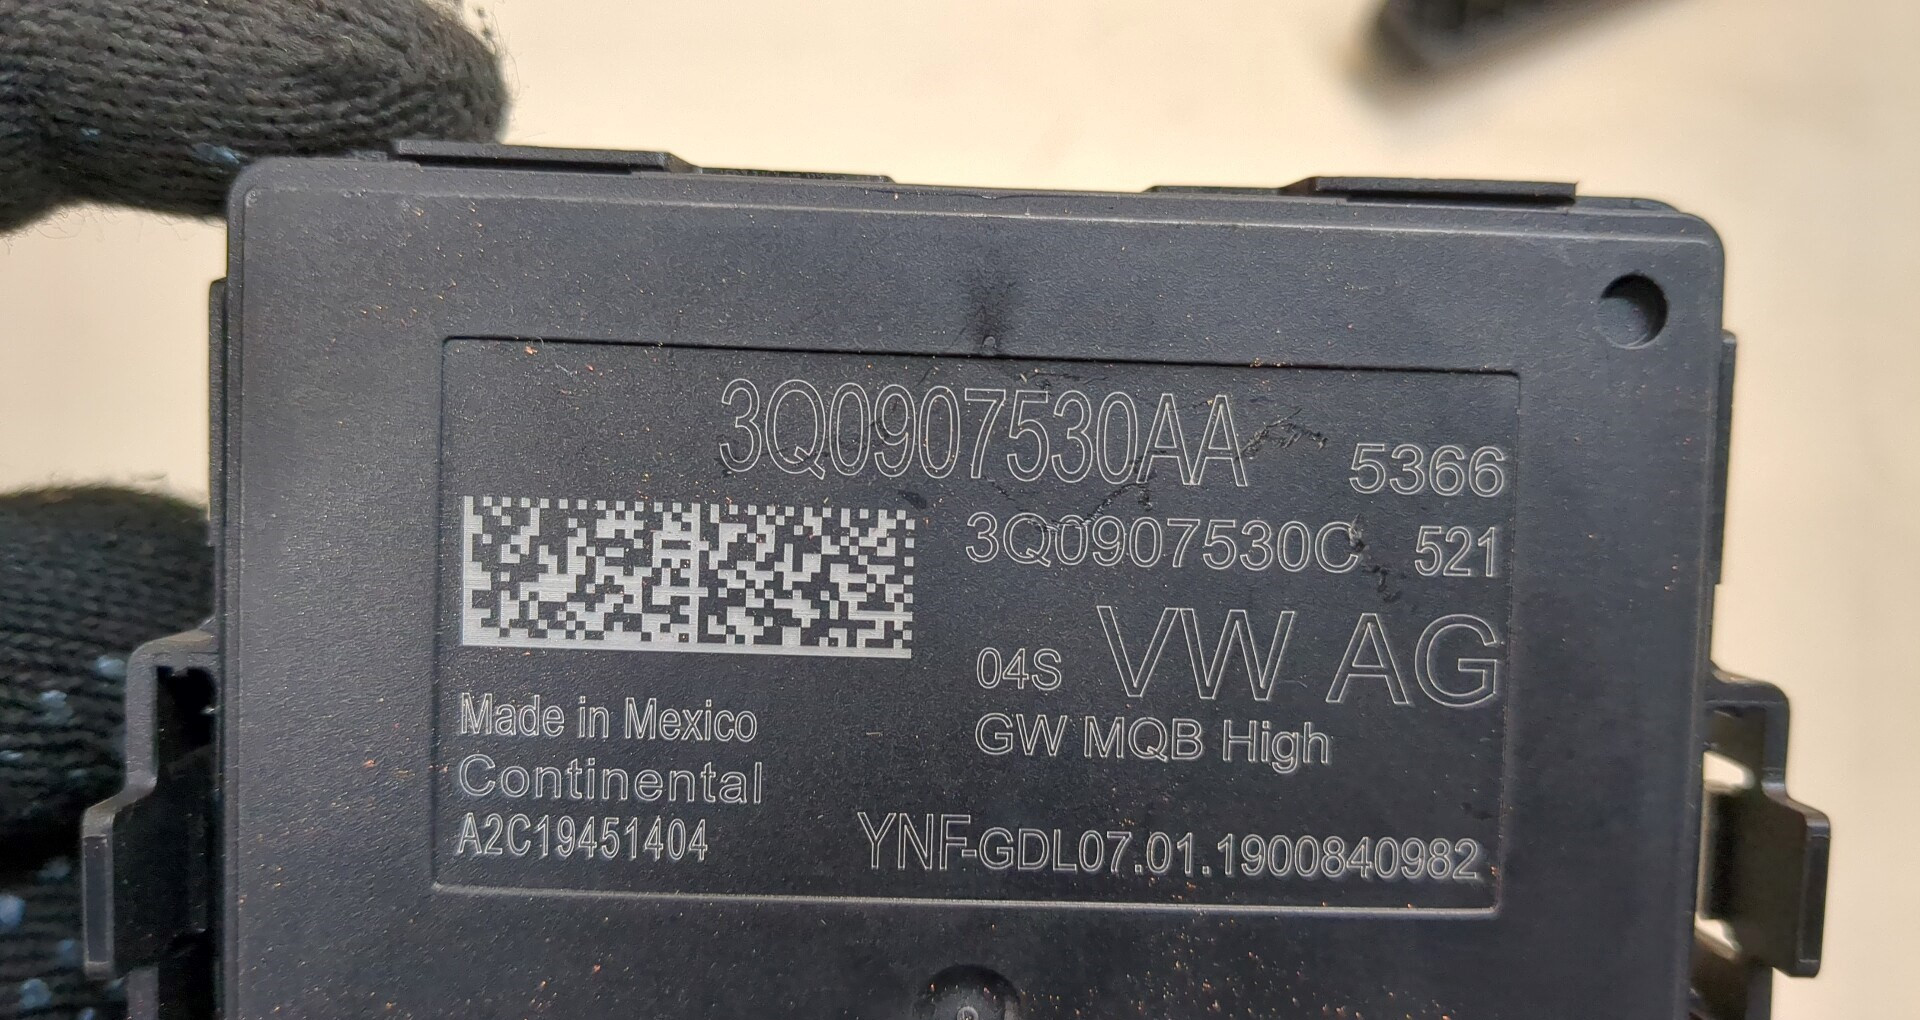 3Q0907530AA 5366
3Q0907530C 521
04S VW AG
GW MQB High
Made in Mexico
Continental
A2C19451404
YNF-GDL07.01.1900840982